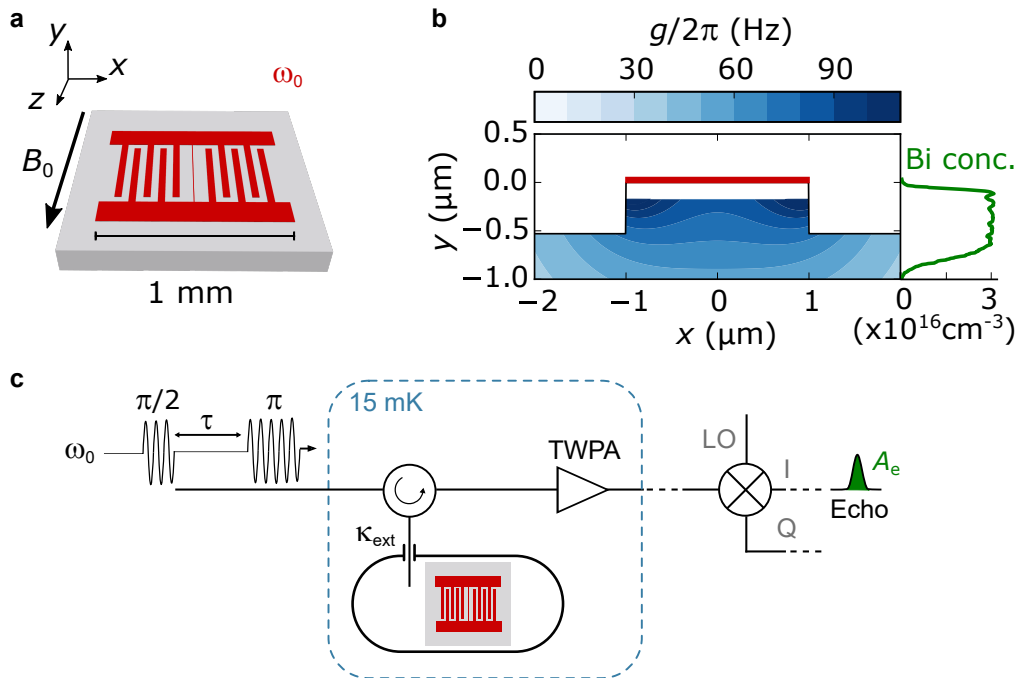 a
y
x
z
ω₀
B₀
1 mm
b
g/2π (Hz)
0 30 60 90
0.5
0.0
−0.5
−1.0
y (μm)
−2 −1 0 1 2
x (μm)
Bi conc.
0 3
(x10¹⁶cm⁻³)
c
π/2 τ π
ω₀
15 mK
κext
TWPA
LO
I
Q
Ae
Echo